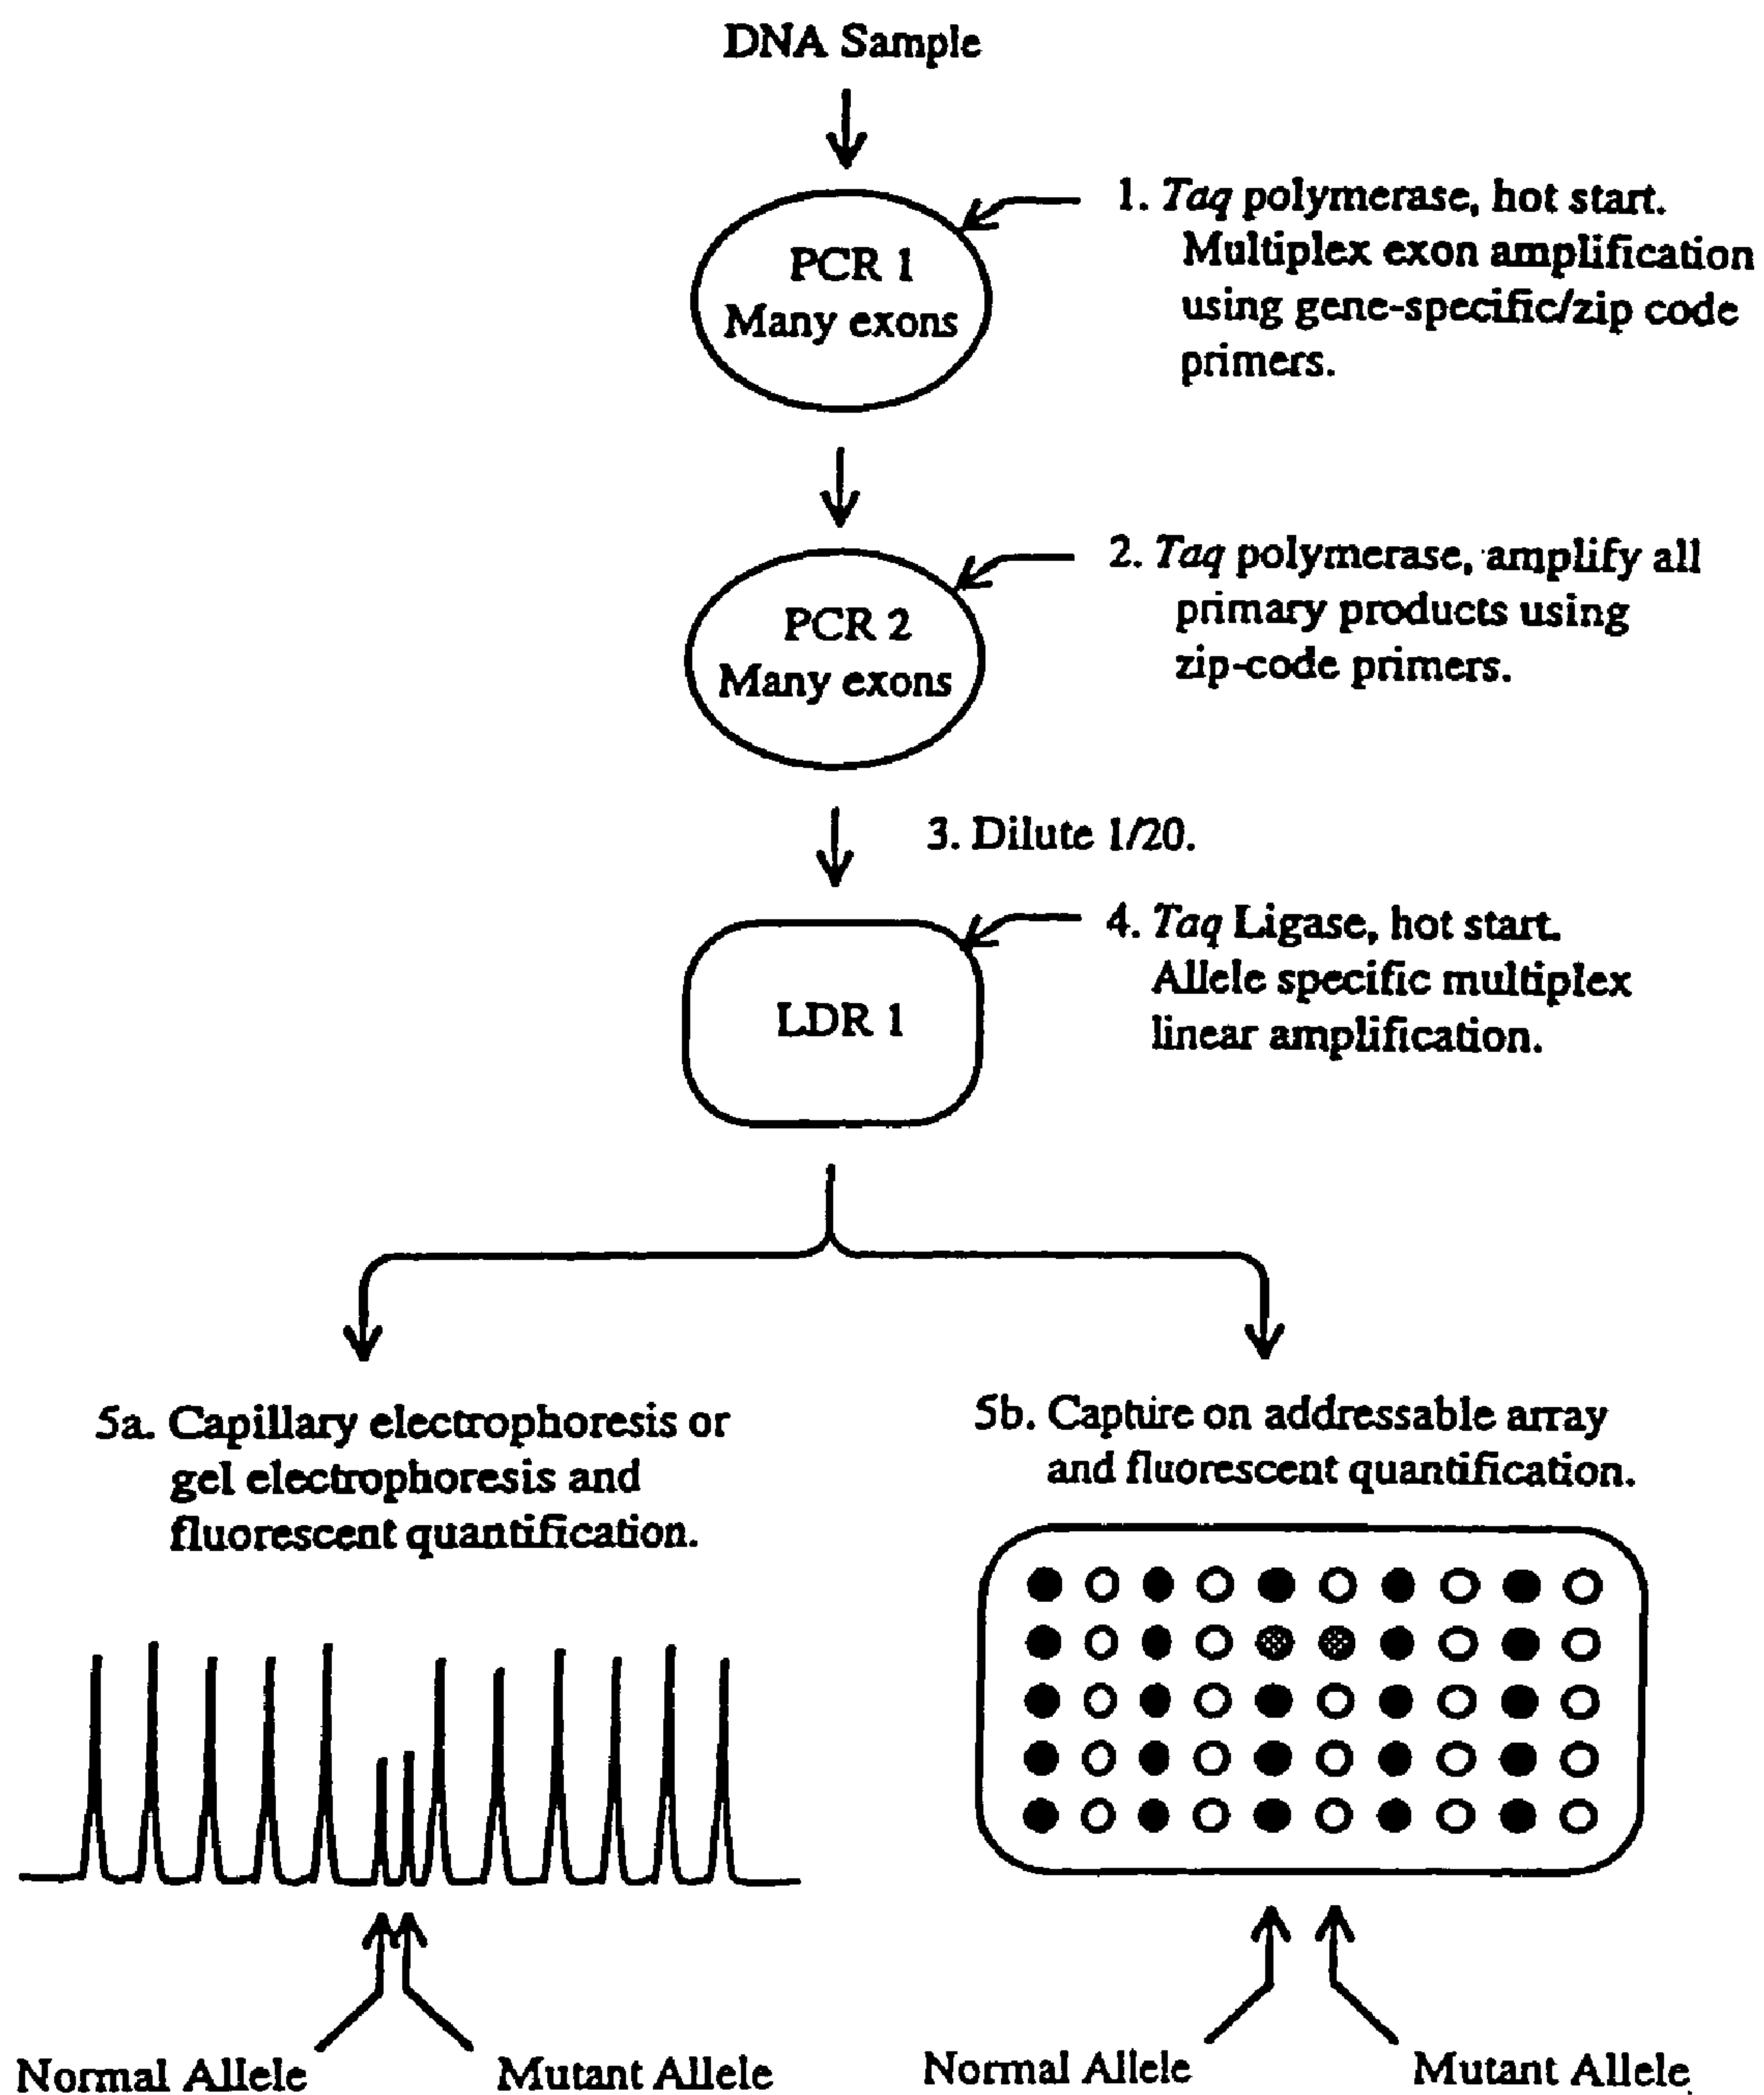 DNA Sample
PCR 1
Many exons
1. Taq polymerase, hot start.
Multiplex exon amplification
using gene-specific/zip code
primers.
PCR 2
Many exons
2. Taq polymerase, amplify all
primary products using
zip-code primers.
3. Dilute 1/20.
LDR 1
4. Taq Ligase, hot start.
Allele specific multiplex
linear amplification.
5a. Capillary electrophoresis or
gel electrophoresis and
fluorescent quantification.
5b. Capture on addressable array
and fluorescent quantification.
Normal Allele
Mutant Allele
Normal Allele
Mutant Allele